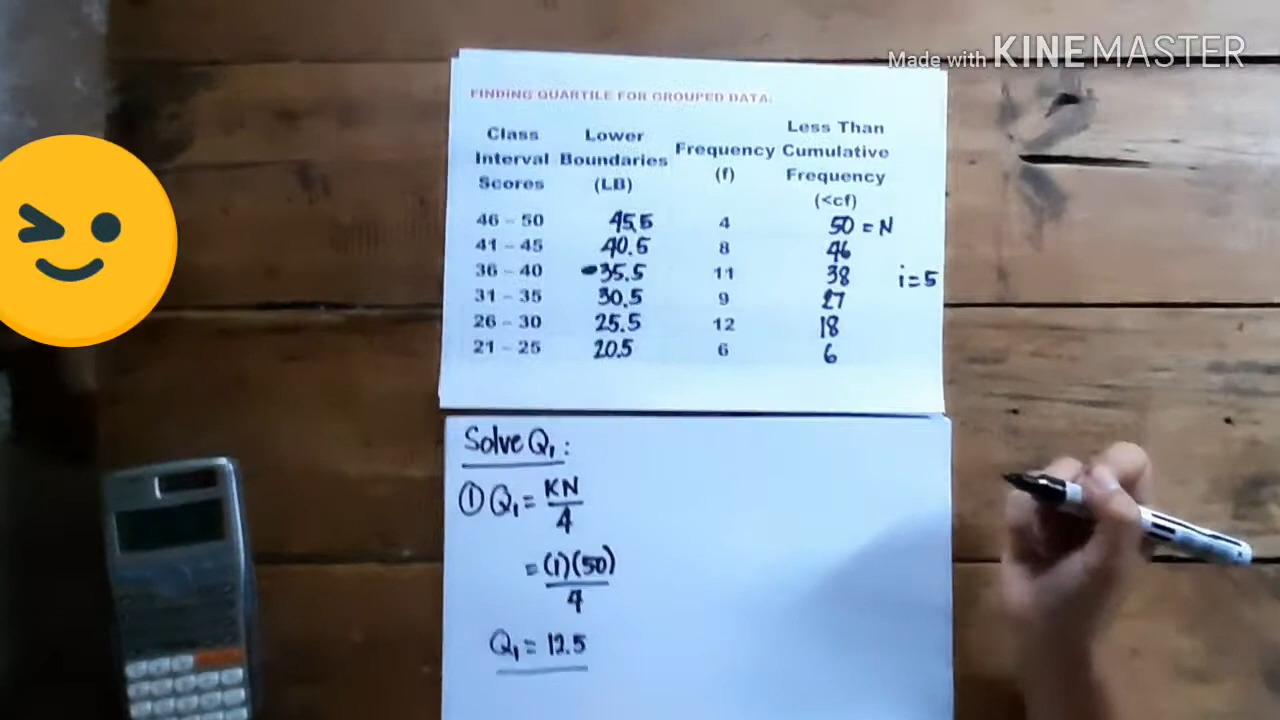 Made with KINEMASTER
FINDING QUARTILE FOR GROUPED DATA.
Class Interval Scores Lower Boundaries (LB) Frequency (f) Less Than Cumulative Frequency (<cf)
46 - 50 45.5 4 50 = N
41 - 45 40.5 8 46
36 - 40 35.5 11 38 i=5
31 - 35 30.5 9 27
26 - 30 25.5 12 18
21 - 25 20.5 6 6
Solve Q₁:
① Q₁ = KN/4
= (1)(50)/4
Q₁ = 12.5